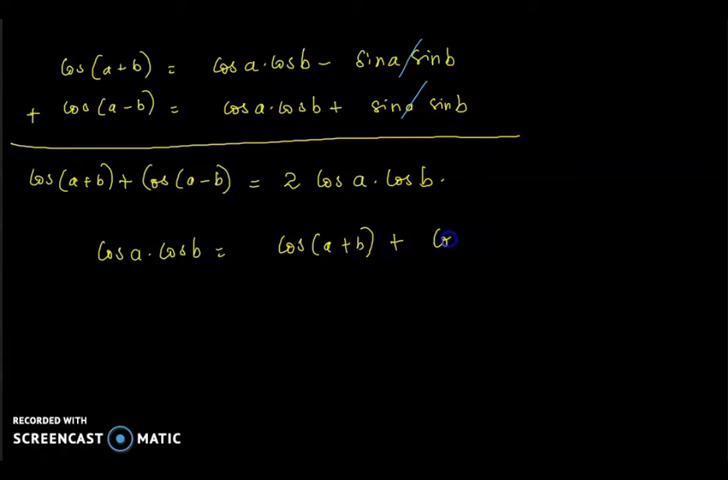 cos(a+b) = cos a · cos b − sin a sin b
+ cos(a−b) = cos a · cos b + sin a sin b
cos(a+b) + cos(a−b) = 2 cos a · cos b ·
cos a · cos b = cos(a+b) + co
RECORDED WITH
SCREENCAST MATIC